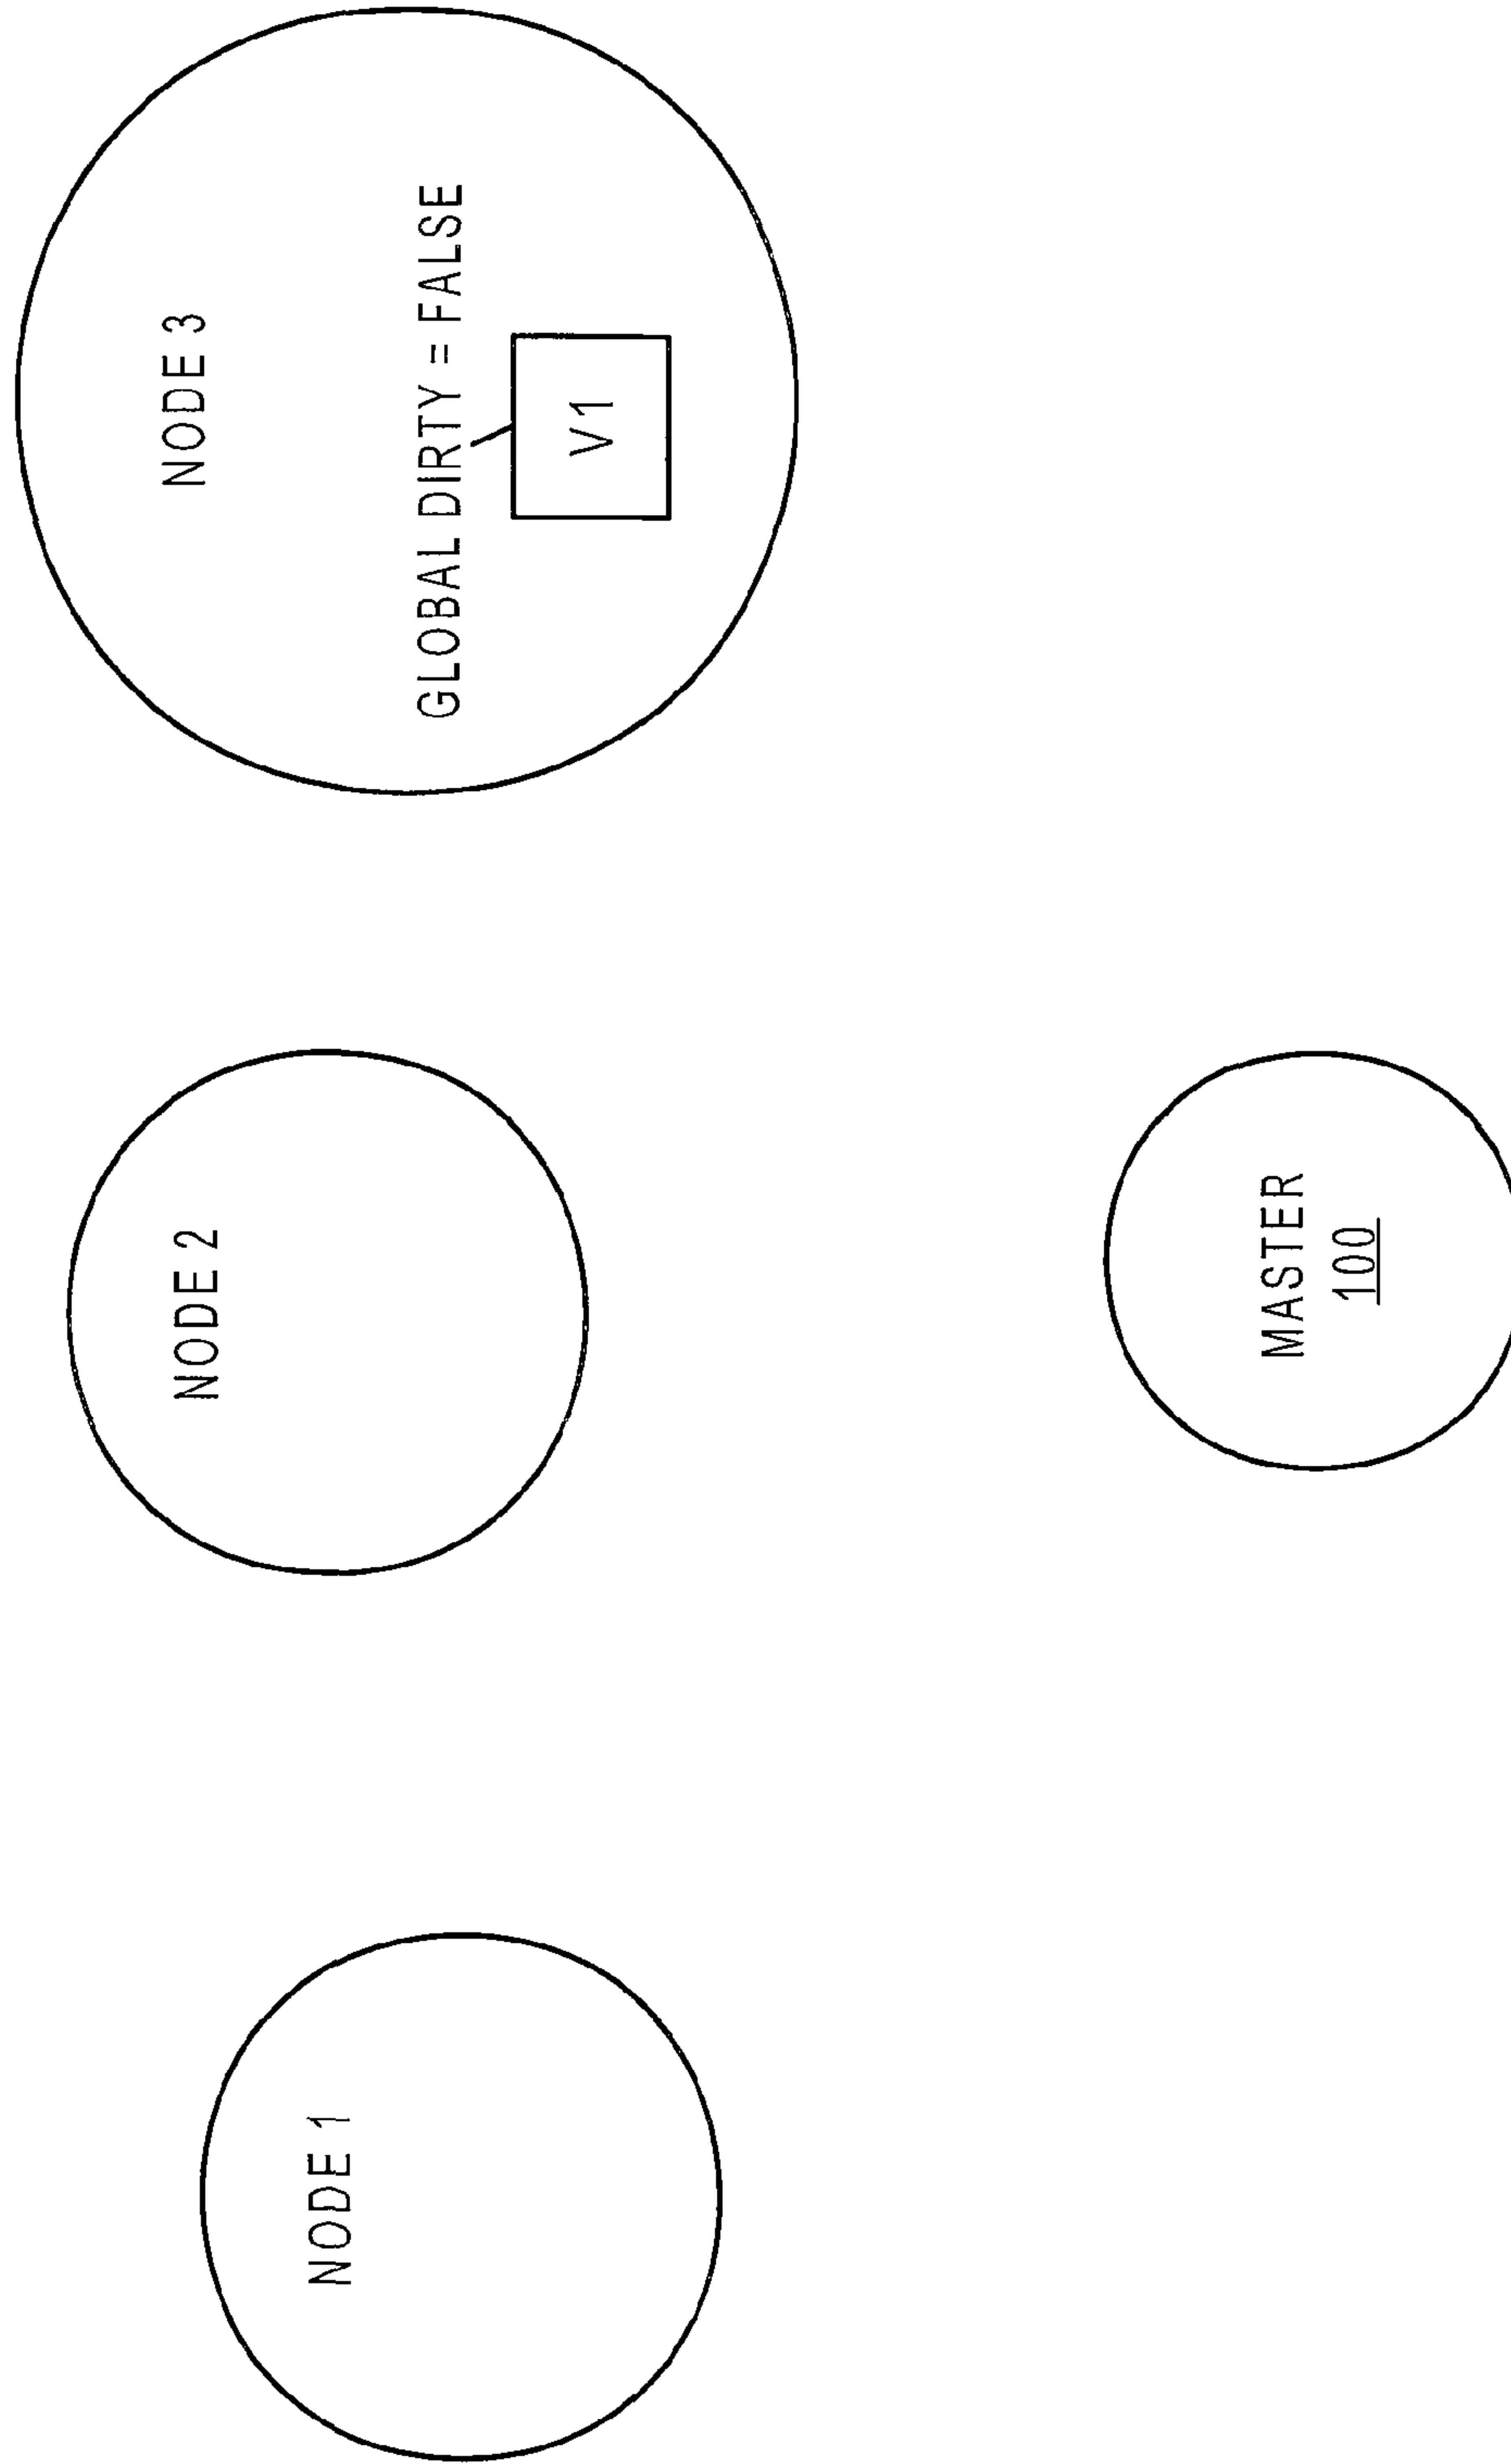 NODE 1
NODE 2
NODE 3
GLOBAL DIRTY = FALSE
V1
MASTER
100